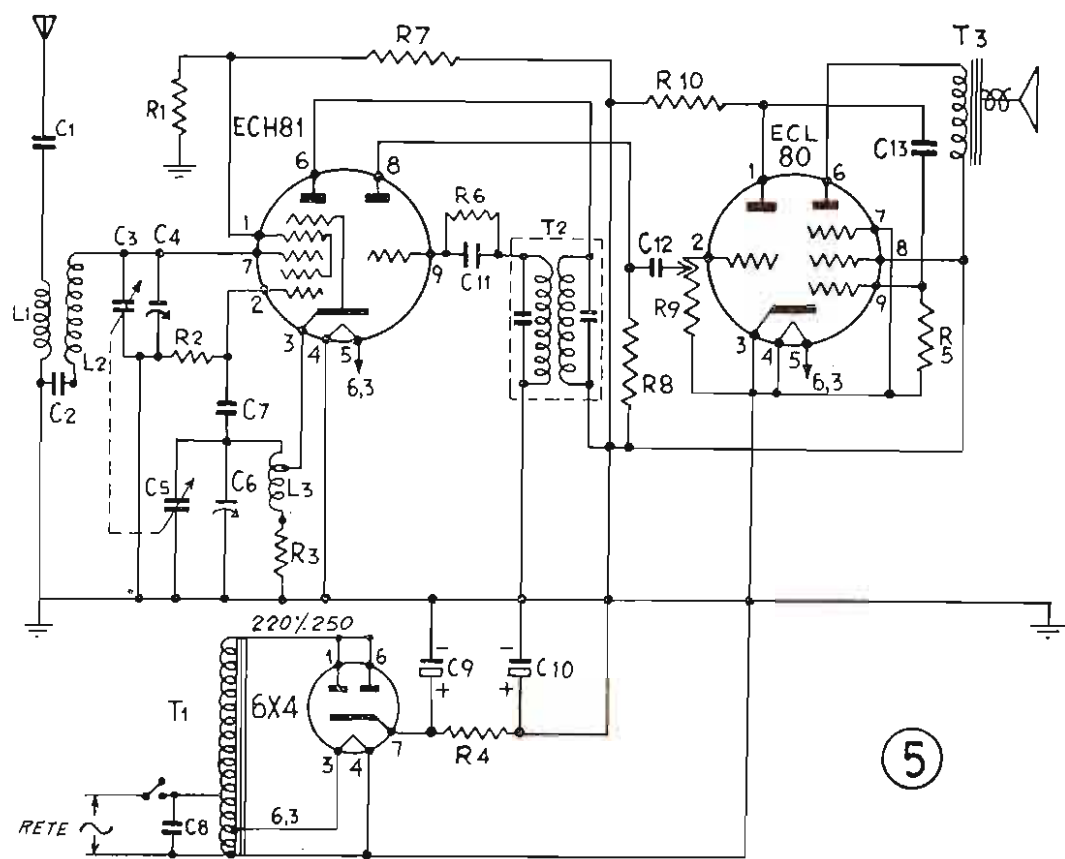 R7
T3
R10
C1
R1
ECH81
ECL
80
C13
6
8
1
6
R6
7
1
C3
C4
T2
C12
2
8
7
9
C11
R9
9
2
L1
R2
3
4
5
3
4
5
R
5
L2
6,3
6,3
R8
C2
C7
C5
C6
L3
R3
220%250
1
6
-
C9
-
C10
T1
6X4
+
+
7
R4
3
4
5
RETE
C8
6,3